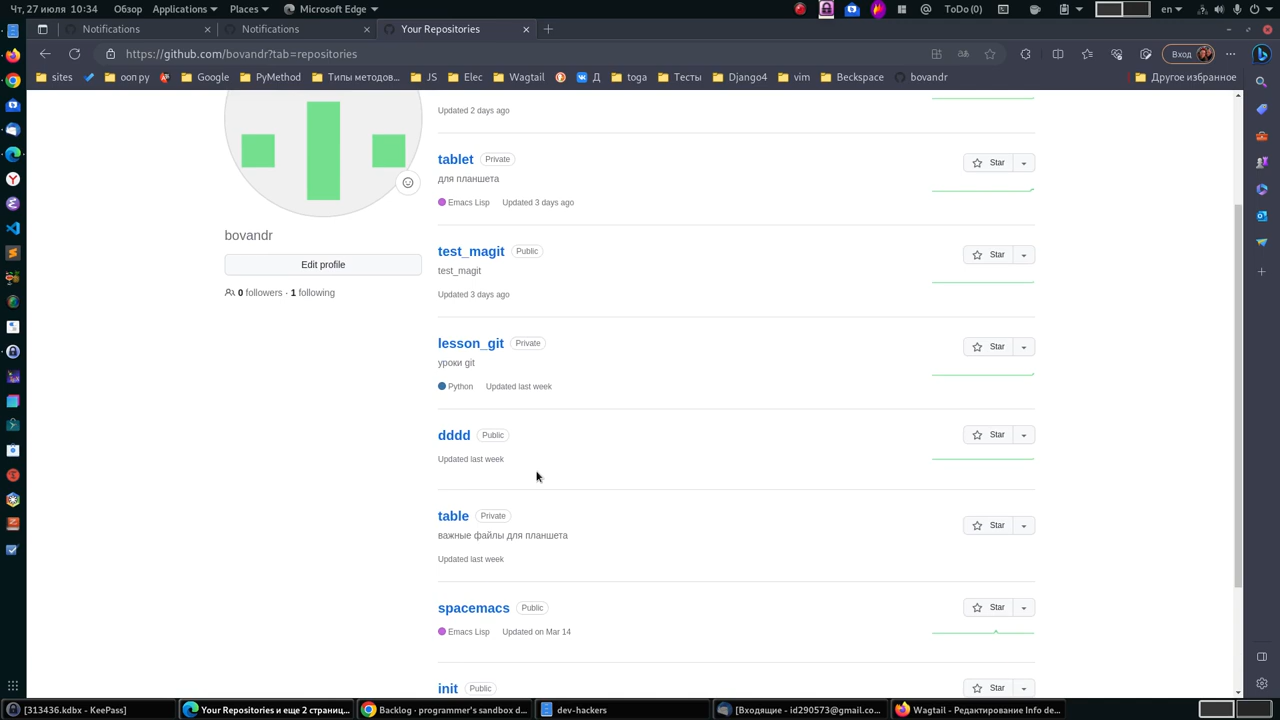 Чт, 27 июля 10:34 Обзор Applications Places Microsoft Edge ToDo(0) en
Notifications Notifications Your Repositories
https://github.com/bovandr?tab=repositories Вход
sites ооп ру Google PyMethod Типы методов... JS Elec Wagtail Д toga Тесты Django4 vim Beckspace bovandr Другое избранное
Updated 2 days ago
tablet Private Star
для планшета
Emacs Lisp Updated 3 days ago
bovandr
Edit profile
0 followers · 1 following
test_magit Public Star
test_magit
Updated 3 days ago
lesson_git Private Star
уроки git
Python Updated last week
dddd Public Star
Updated last week
table Private Star
важные файлы для планшета
Updated last week
spacemacs Public Star
Emacs Lisp Updated on Mar 14
init Public Star
[313436.kdbx - KeePass] Your Repositories и еще 2 страниц... Backlog · programmer's sandbox d... dev-hackers [Входящие - id290573@gmail.co... Wagtail - Редактирование Info de...